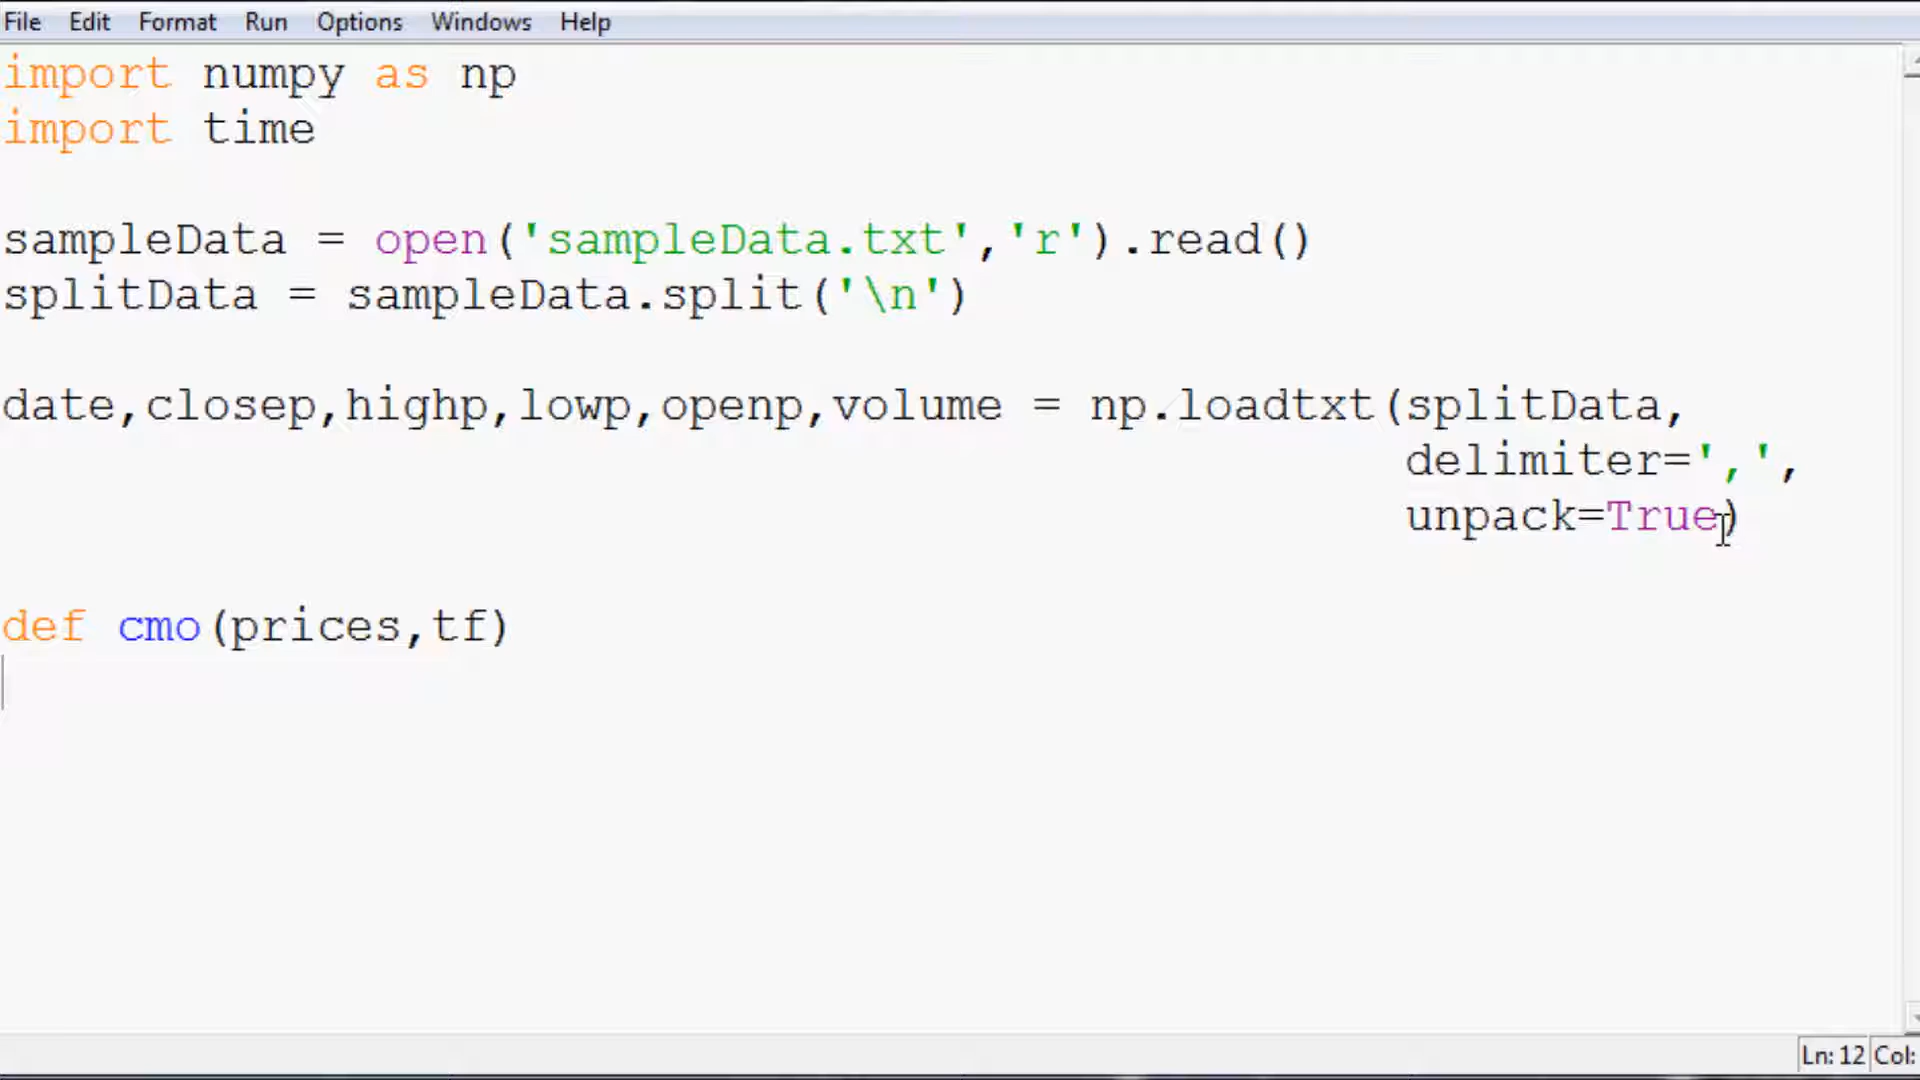 File Edit Format Run Options Windows Help
import numpy as np
import time
sampleData = open('sampleData.txt','r').read()
splitData = sampleData.split('\n')
date,closep,highp,lowp,openp,volume = np.loadtxt(splitData,
delimiter=',',
unpack=True)
def cmo(prices,tf)
Ln: 12 Col: